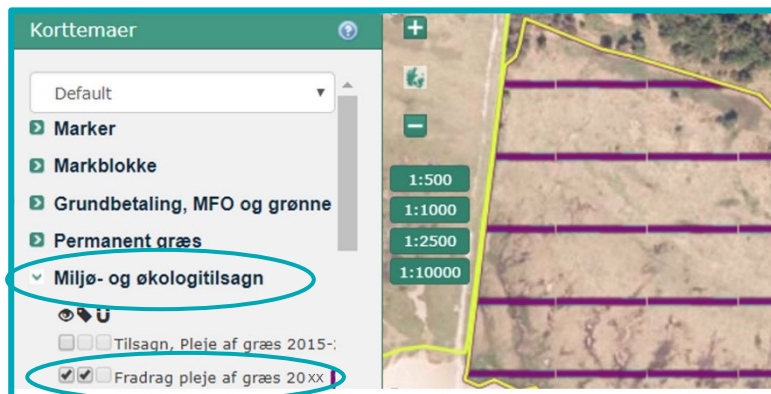 Korttemaer
Default
Marker
Markblokke
Grundbetaling, MFO og grønne
Permanent græs
Miljø- og økologitilsagn
Tilsagn, Pleje af græs 2015-
Fradrag pleje af græs 20xx
1:500
1:1000
1:2500
1:10000